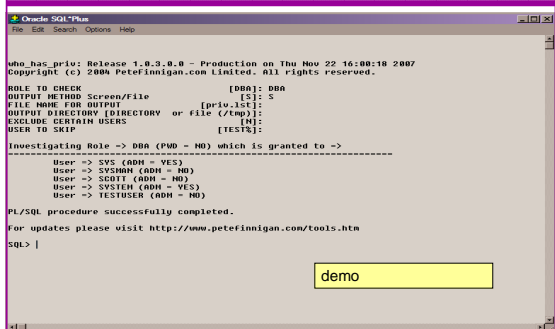 Oracle SQL*Plus
File Edit Search Options Help
who_has_priv: Release 1.0.3.0.0 - Production on Thu Nov 22 16:00:18 2007
Copyright (c) 2004 PeteFinnigan.com Limited. All rights reserved.
ROLE TO CHECK [DBA]: DBA
OUTPUT METHOD Screen/File [S]: S
FILE NAME FOR OUTPUT [priv.lst]:
OUTPUT DIRECTORY [DIRECTORY or file (/tmp)]:
EXCLUDE CERTAIN USERS [N]:
USER TO SKIP [TEST%]:
Investigating Role => DBA (PWD = NO) which is granted to =>
====================================================================
User => SYS (ADM = YES)
User => SYSMAN (ADM = NO)
User => SCOTT (ADM = NO)
User => SYSTEM (ADM = YES)
User => TESTUSER (ADM = NO)
PL/SQL procedure successfully completed.
For updates please visit http://www.petefinnigan.com/tools.htm
SQL> |
demo